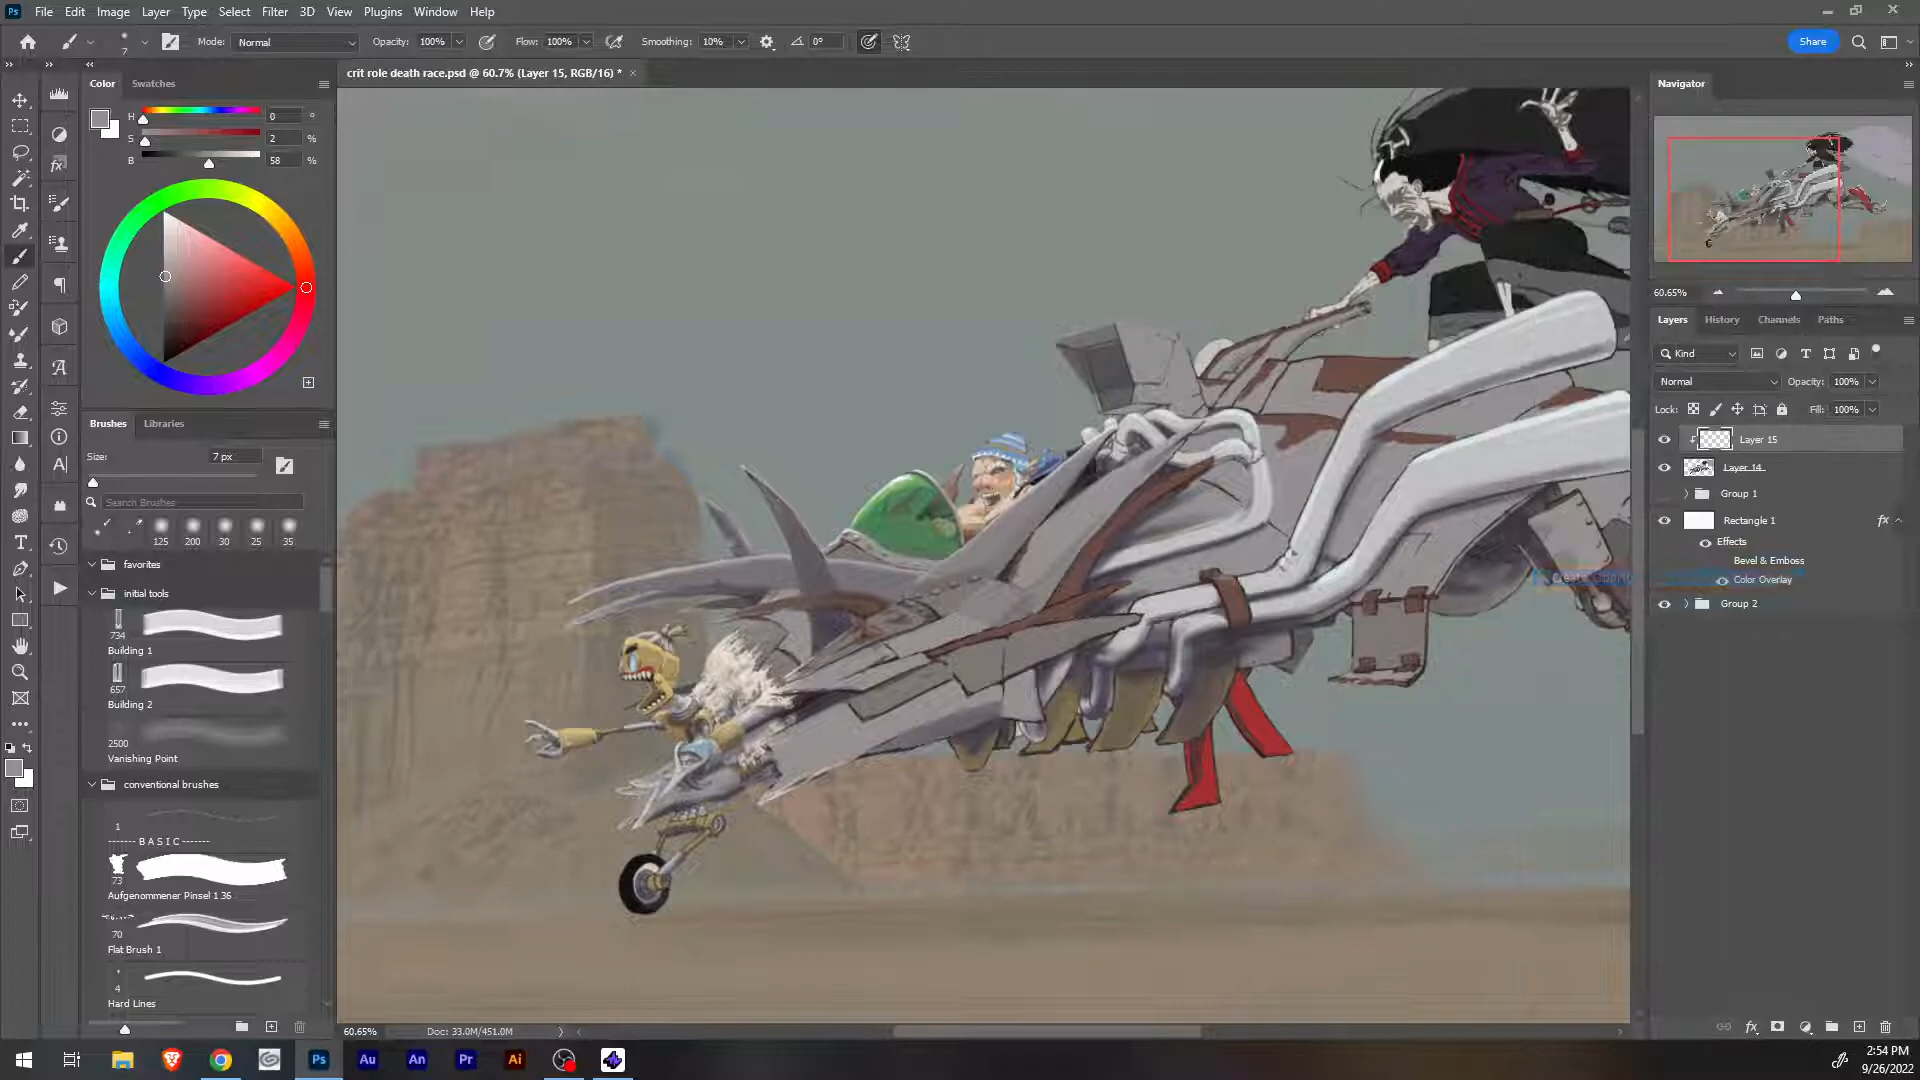 Ps File Edit Image Layer Type Select Filter 3D View Plugins Window Help
7 Mode: Normal Opacity: 100% Flow: 100% Smoothing: 10% 0° Share
crit role death race.psd @ 60.7% (Layer 15, RGB/16) *
Color Swatches
H 0 °
S 2 %
B 58 %
Brushes Libraries
Size: 7 px
Search Brushes
125 200 30 25 35
favorites
initial tools
734
Building 1
657
Building 2
2500
Vanishing Point
conventional brushes
1
------- B A S I C -------
73
Aufgenommener Pinsel 1 36
70
Flat Brush 1
4
Hard Lines
60.65% Doc: 33.0M/451.0M
Navigator
60.65%
Layers History Channels Paths
Kind
Normal Opacity: 100%
Lock: Fill: 100%
Layer 15
Layer 14
Group 1
Rectangle 1 fx
Effects
Bevel & Emboss
Color Overlay
Group 2
fx
Ps Au An Pr Ai
2:54 PM
9/26/2022